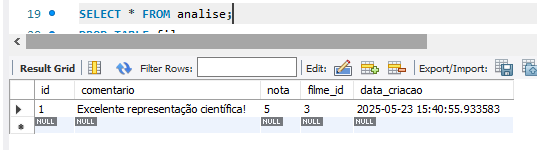 19 SELECT * FROM analise;
Result Grid Filter Rows: Edit: Export/Import:
id comentario nota filme_id data_criacao
1 Excelente representação científica! 5 3 2025-05-23 15:40:55.933583
NULL NULL NULL NULL NULL